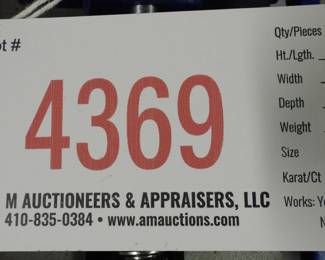 ot #
4369
M AUCTIONEERS & APPRAISERS, LLC
410-835-0384 • www.amauctions.com
Qty/Pieces
Ht./Lgth.
Width
Depth
Weight
Size
Karat/Ct
Works: Y
N